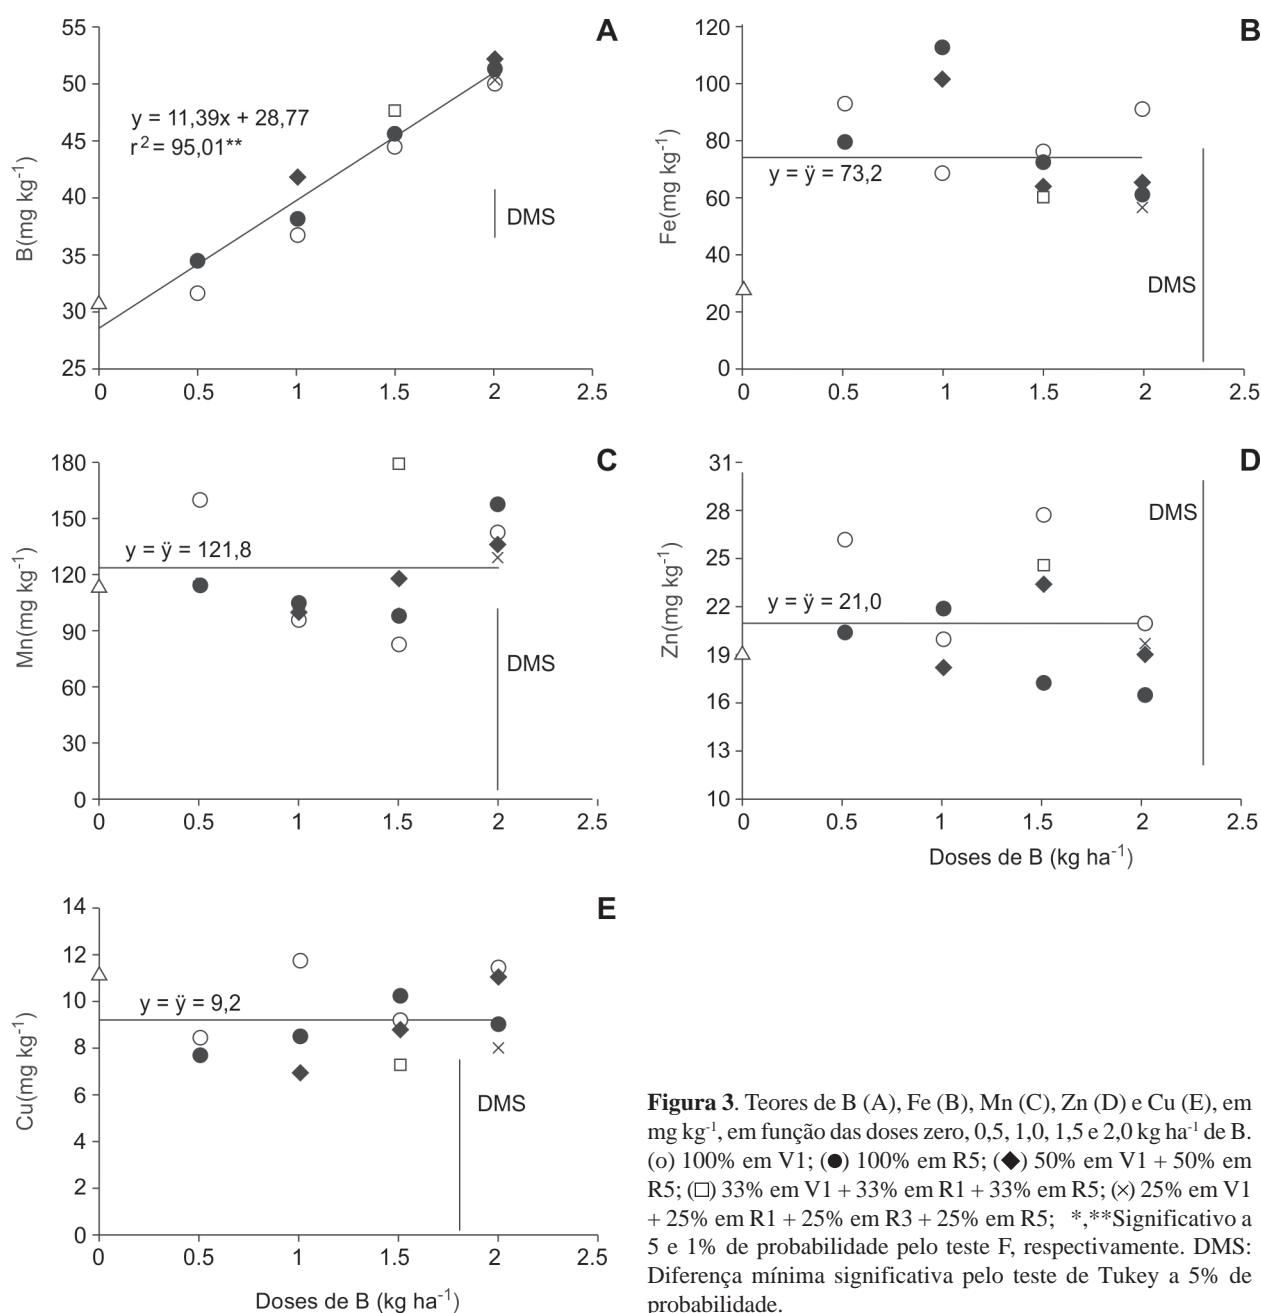 A
55
50
45
40
35
30
25
B(mg kg-1)
y = 11,39x + 28,77
r2 = 95,01**
DMS
0 0.5 1 1.5 2 2.5
B
120
100
80
60
40
20
0
Fe(mg kg-1)
y = ÿ = 73,2
DMS
0 0.5 1 1.5 2 2.5
C
180
150
120
90
60
30
0
Mn(mg kg-1)
y = ÿ = 121,8
DMS
0 0.5 1 1.5 2 2.5
D
31
28
25
22
19
16
13
10
Zn(mg kg-1)
y = ÿ = 21,0
DMS
0 0.5 1 1.5 2 2.5
Doses de B (kg ha-1)
E
14
12
10
8
6
4
2
0
Cu(mg kg-1)
y = ÿ = 9,2
DMS
0 0.5 1 1.5 2 2.5
Doses de B (kg ha-1)
Figura 3. Teores de B (A), Fe (B), Mn (C), Zn (D) e Cu (E), em
mg kg-1, em função das doses zero, 0,5, 1,0, 1,5 e 2,0 kg ha-1 de B.
(o) 100% em V1; (●) 100% em R5; (◆) 50% em V1 + 50% em
R5; (□) 33% em V1 + 33% em R1 + 33% em R5; (×) 25% em V1
+ 25% em R1 + 25% em R3 + 25% em R5; *,**Significativo a
5 e 1% de probabilidade pelo teste F, respectivamente. DMS:
Diferença mínima significativa pelo teste de Tukey a 5% de
probabilidade.